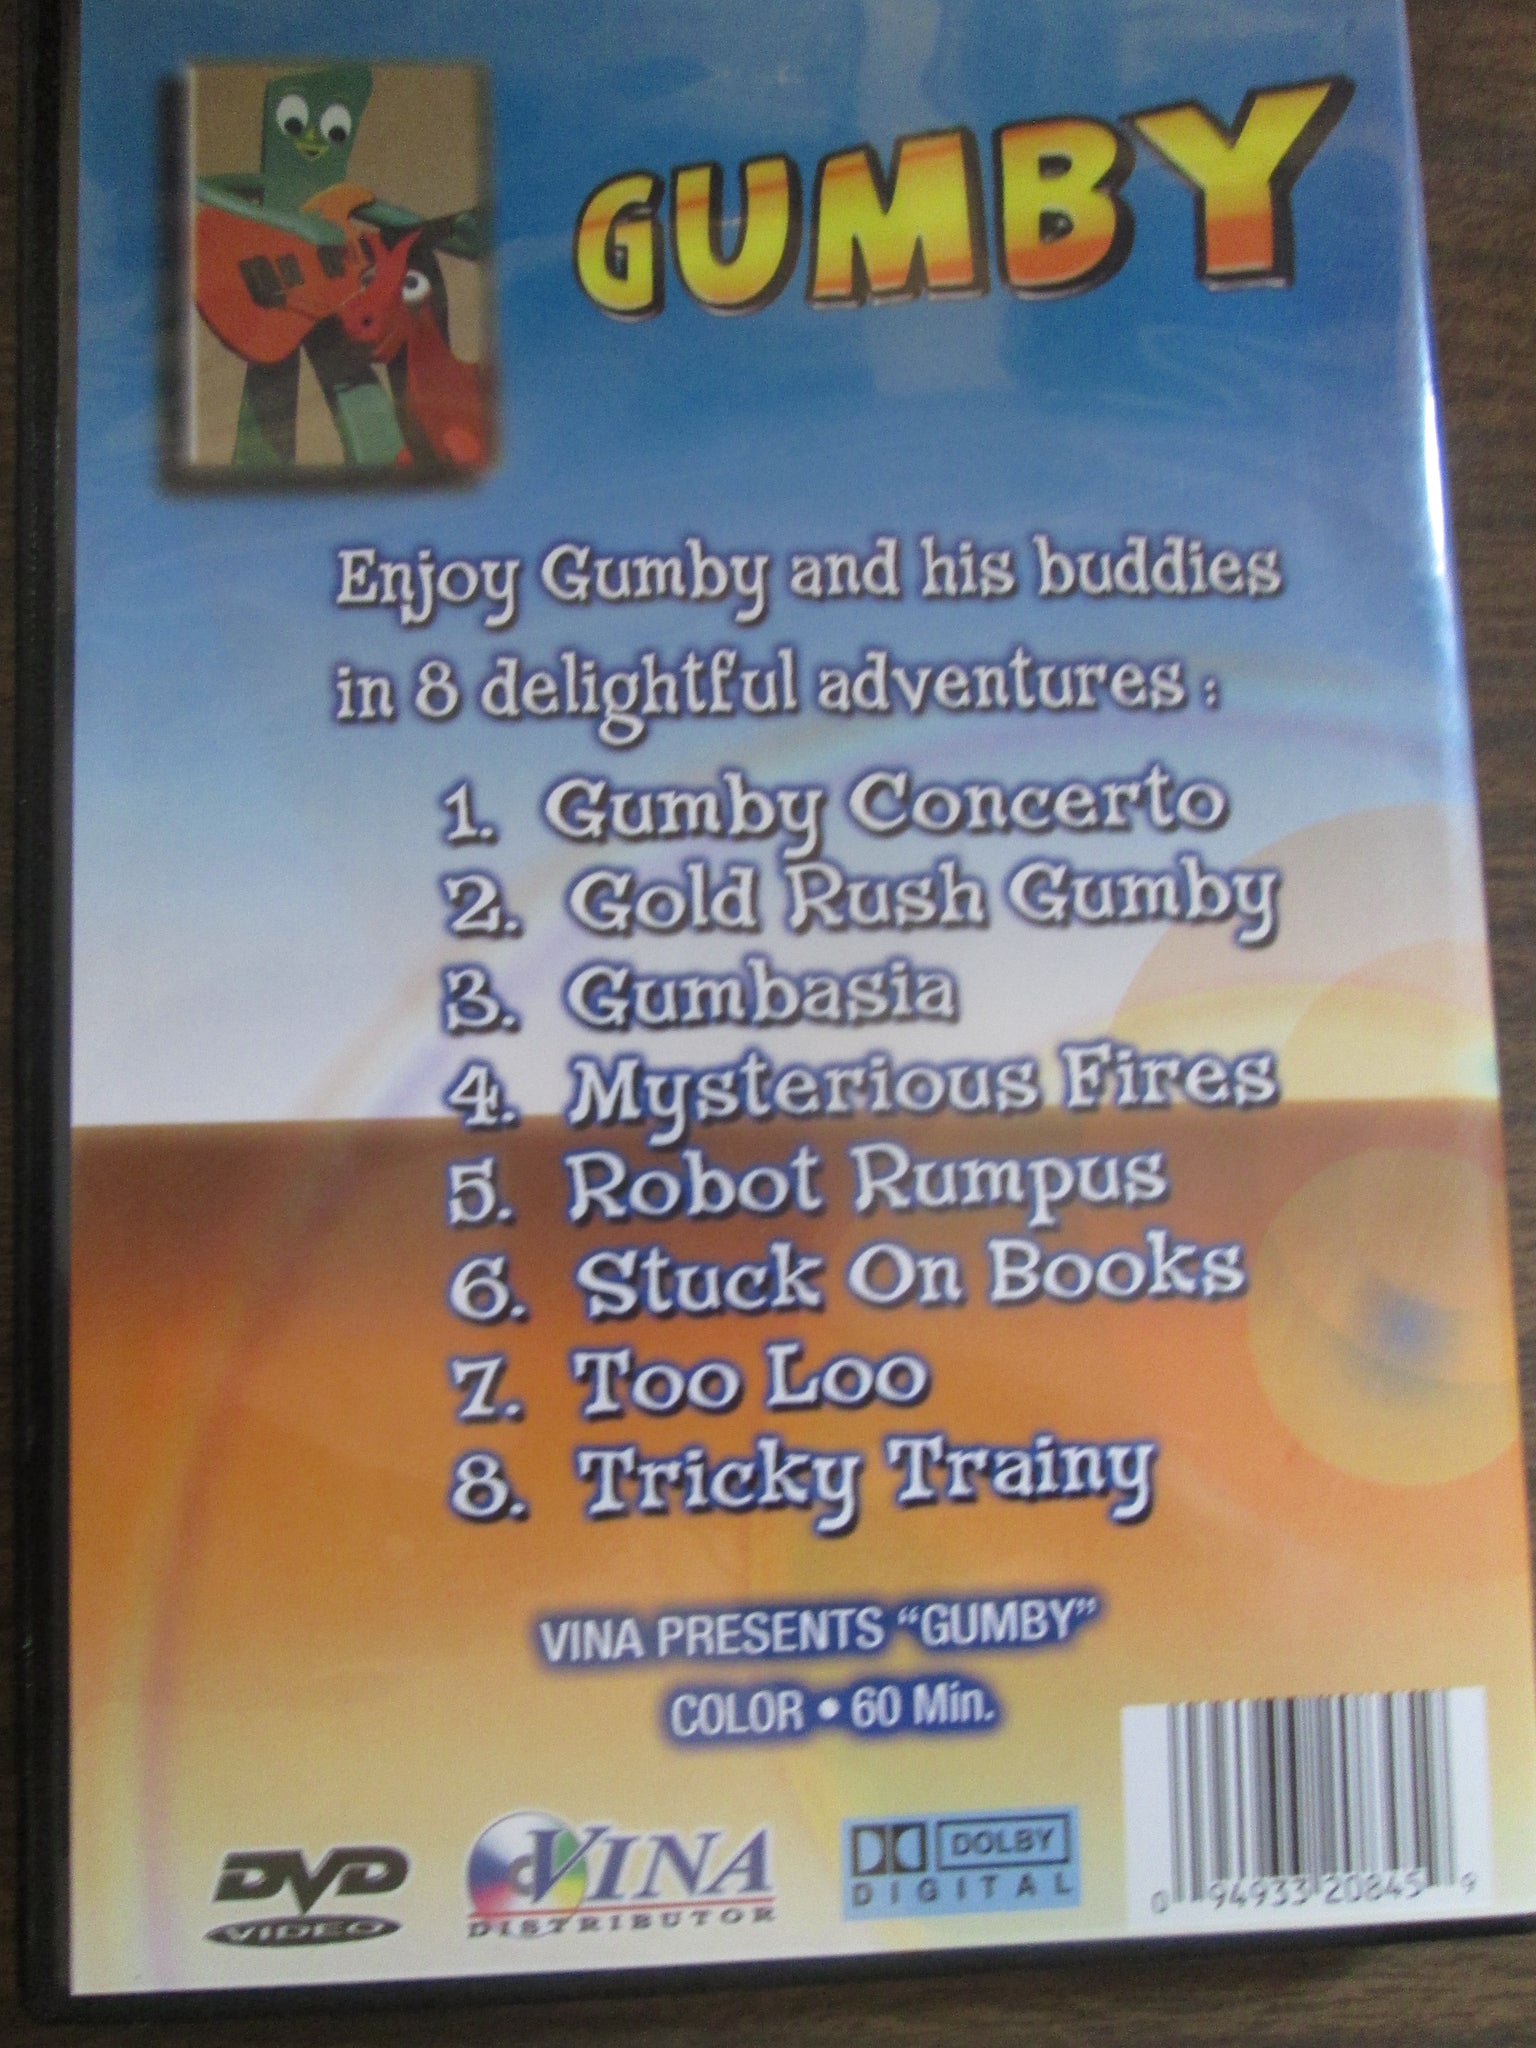 GUMBY
Enjoy Gumby and his buddies
in 8 delightful adventures :
1. Gumby Concerto
2. Gold Rush Gumby
3. Gumbasia
4. Mysterious Fires
5. Robot Rumpus
6. Stuck On Books
7. Too Loo
8. Tricky Trainy
VINA PRESENTS “GUMBY”
COLOR • 60 Min.
DVD
VIDEO
VINA
DISTRIBUTOR
DOLBY
DIGITAL
0 94933 20845 9